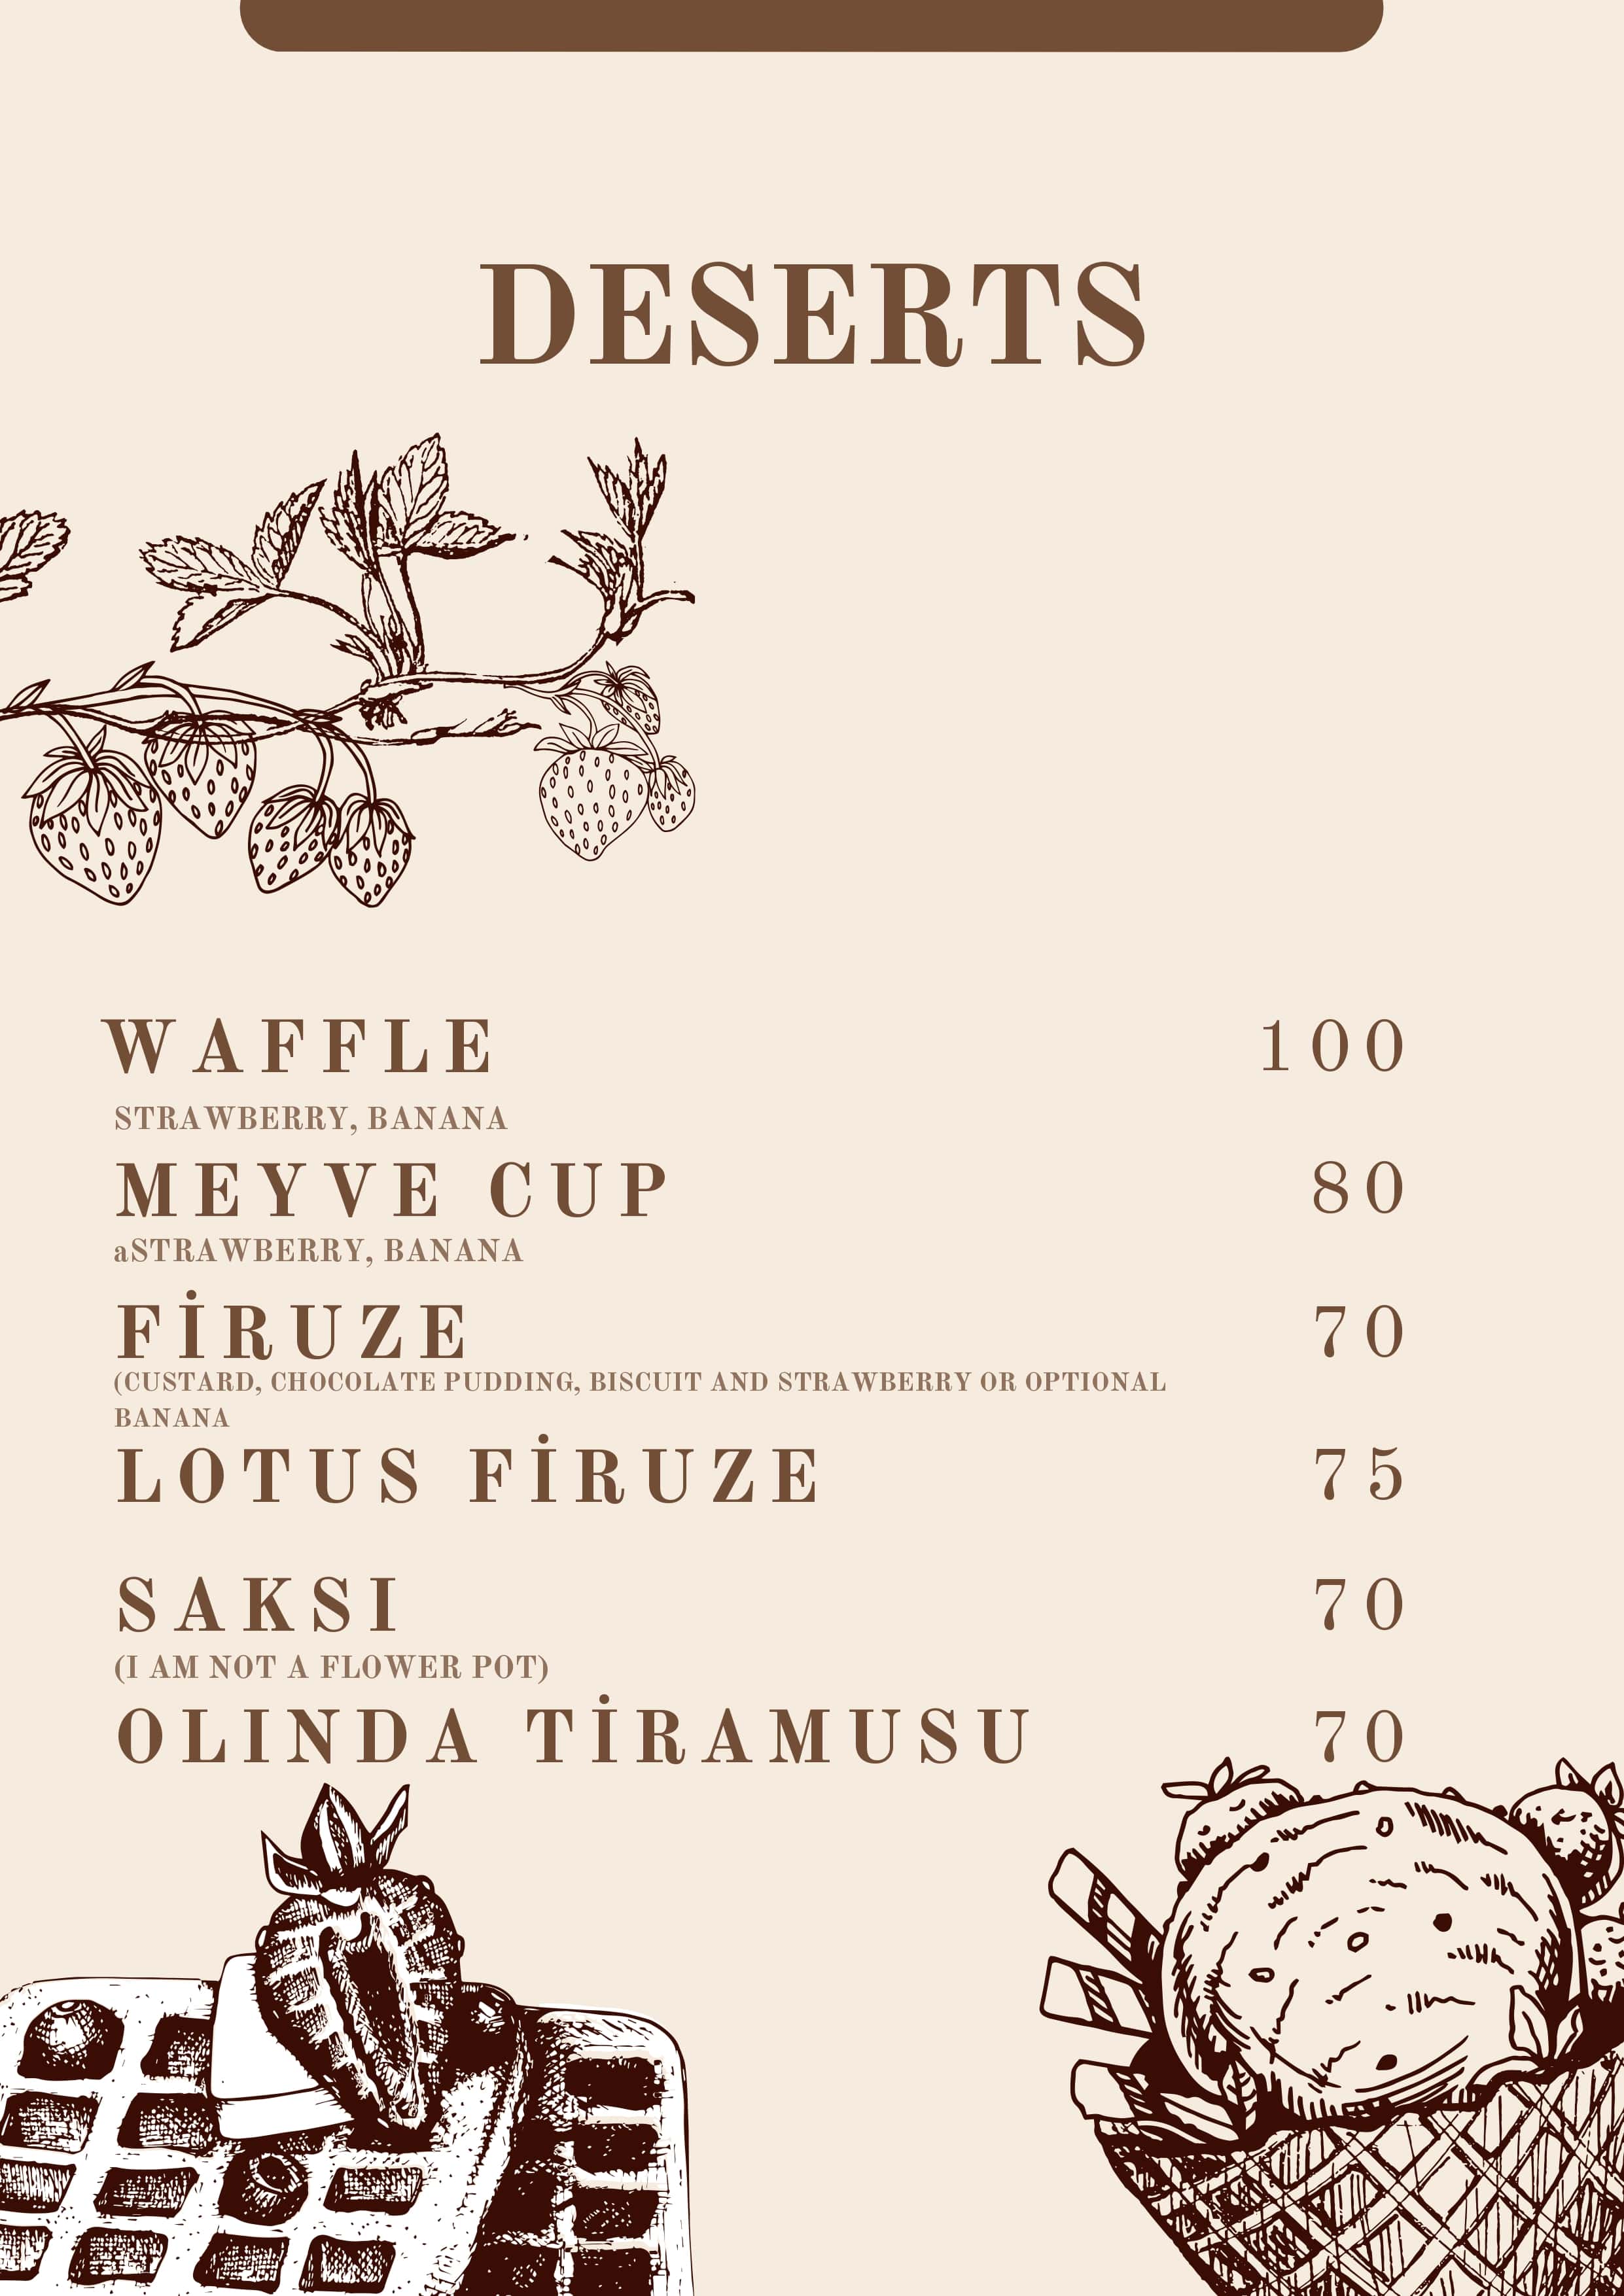 DESERTS
WAFFLE 100
STRAWBERRY, BANANA
MEYVE CUP 80
aSTRAWBERRY, BANANA
FİRUZE 70
(CUSTARD, CHOCOLATE PUDDING, BISCUIT AND STRAWBERRY OR OPTIONAL
BANANA
LOTUS FİRUZE 75
SAKSI 70
(I AM NOT A FLOWER POT)
OLINDA TİRAMUSU 70